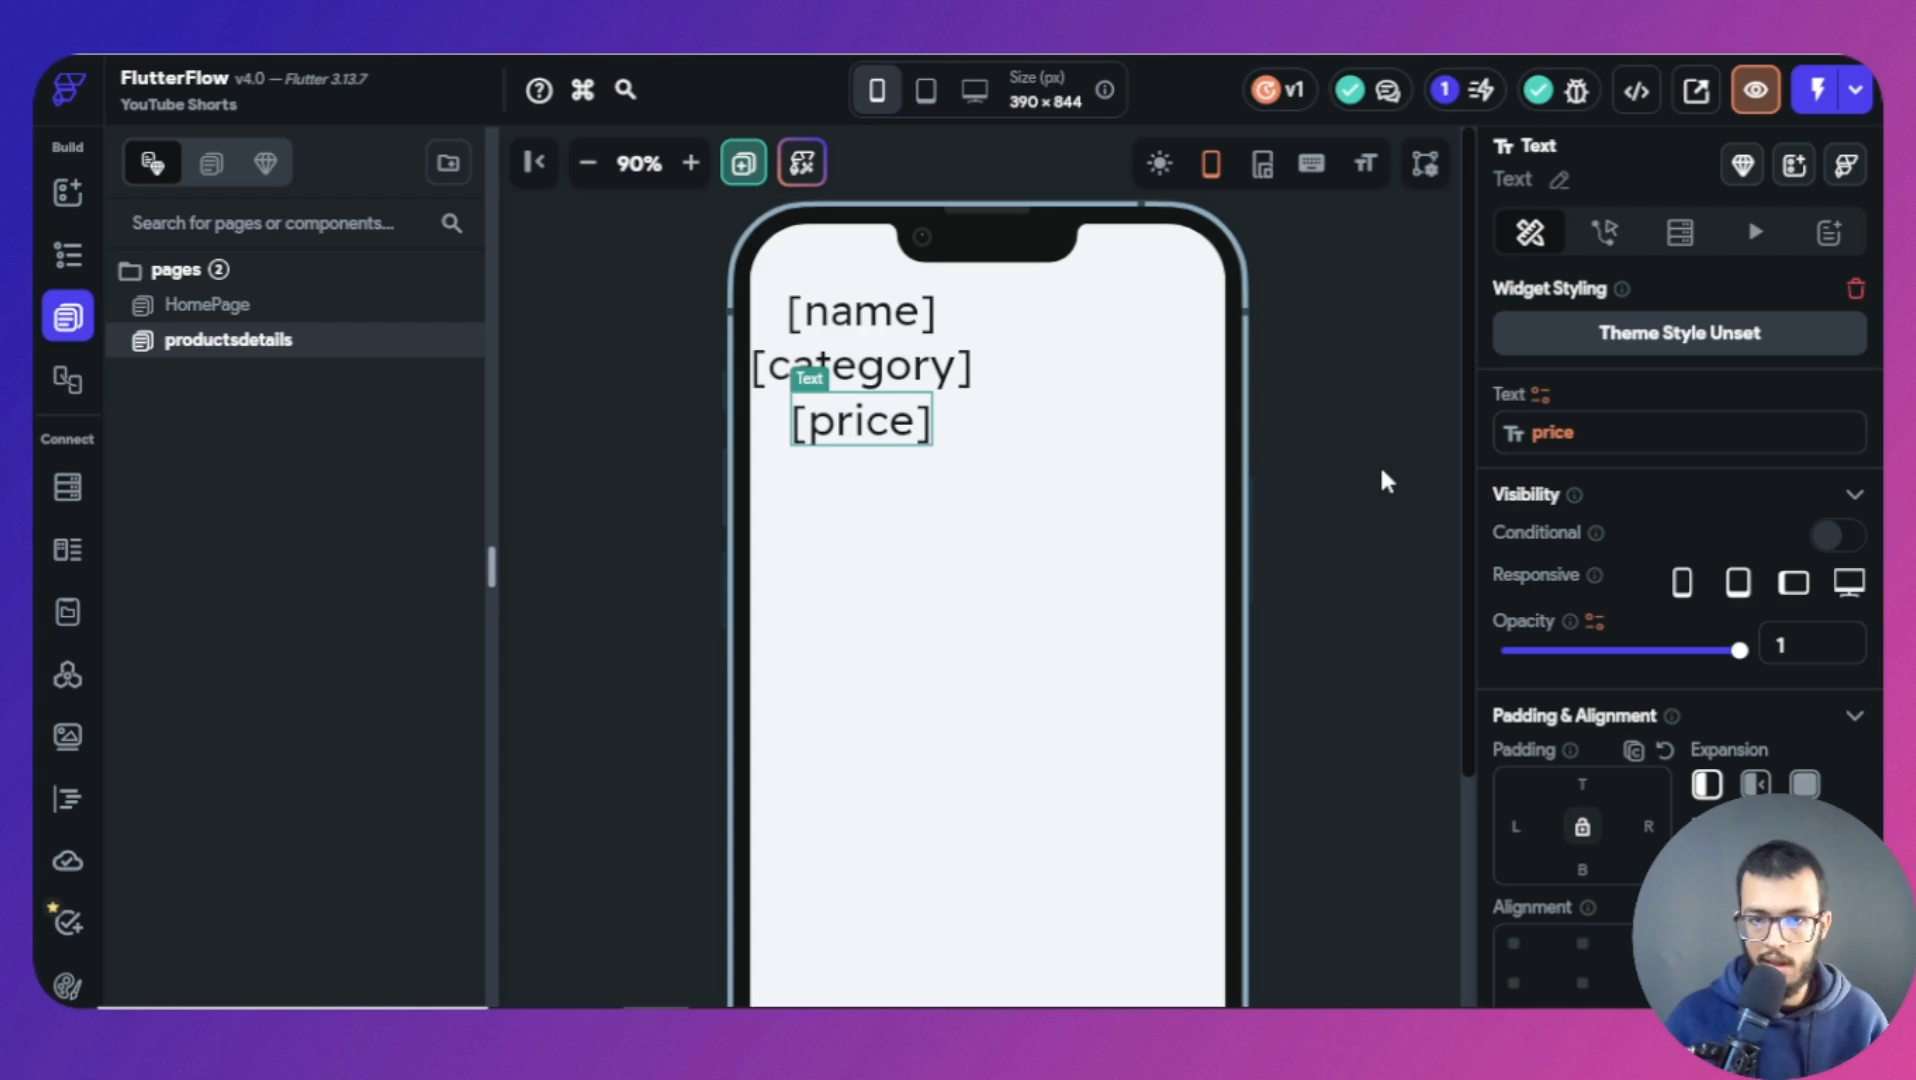 FlutterFlow v4.0 — Flutter 3.13.7
YouTube Shorts
Size (px)
390 × 844
v1
1
Build
90%
Search for pages or components...
pages 2
HomePage
productsdetails
Connect
[name]
[category]
Text
[price]
Tt Text
Text
Widget Styling
Theme Style Unset
Text
Tt price
Visibility
Conditional
Responsive
Opacity
1
Padding & Alignment
Padding
Expansion
T
L
R
B
Alignment